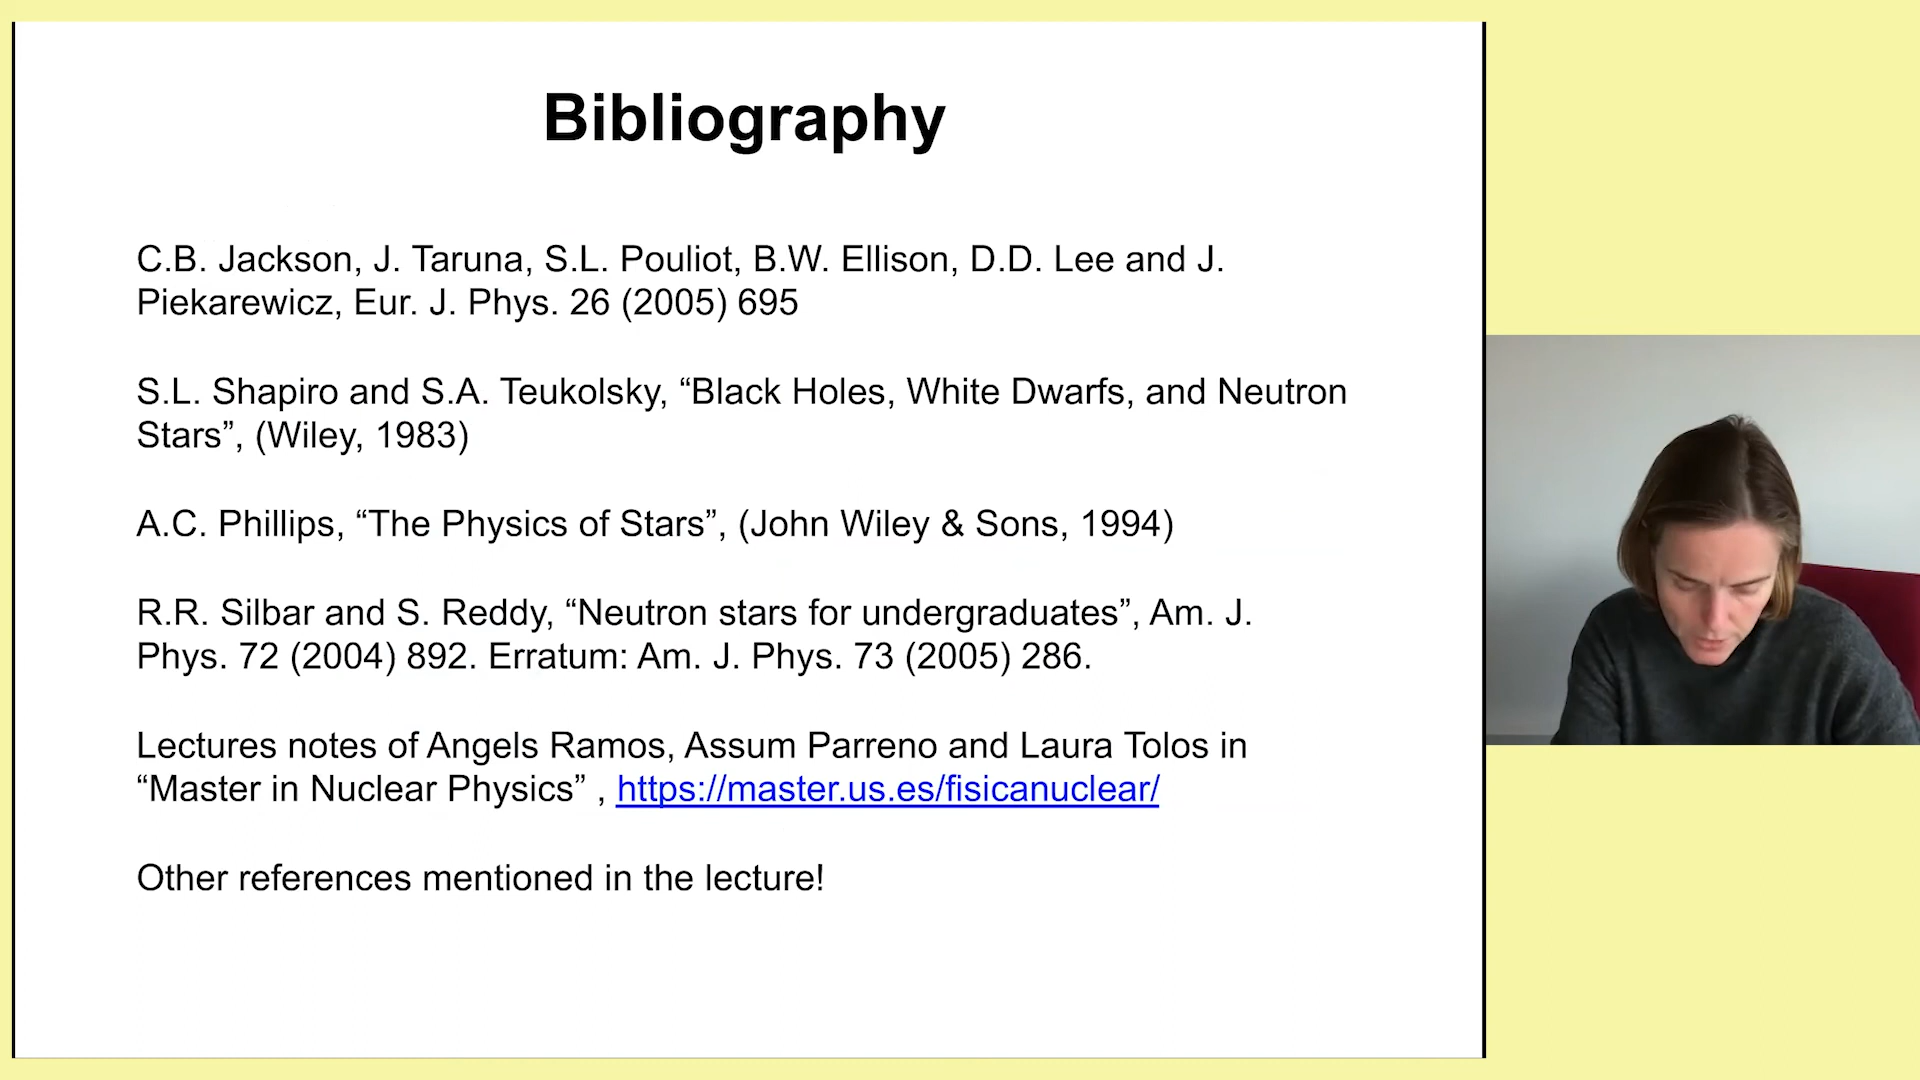 Bibliography
C.B. Jackson, J. Taruna, S.L. Pouliot, B.W. Ellison, D.D. Lee and J.
Piekarewicz, Eur. J. Phys. 26 (2005) 695
S.L. Shapiro and S.A. Teukolsky, “Black Holes, White Dwarfs, and Neutron
Stars”, (Wiley, 1983)
A.C. Phillips, “The Physics of Stars”, (John Wiley & Sons, 1994)
R.R. Silbar and S. Reddy, “Neutron stars for undergraduates”, Am. J.
Phys. 72 (2004) 892. Erratum: Am. J. Phys. 73 (2005) 286.
Lectures notes of Angels Ramos, Assum Parreno and Laura Tolos in
“Master in Nuclear Physics” , https://master.us.es/fisicanuclear/
Other references mentioned in the lecture!